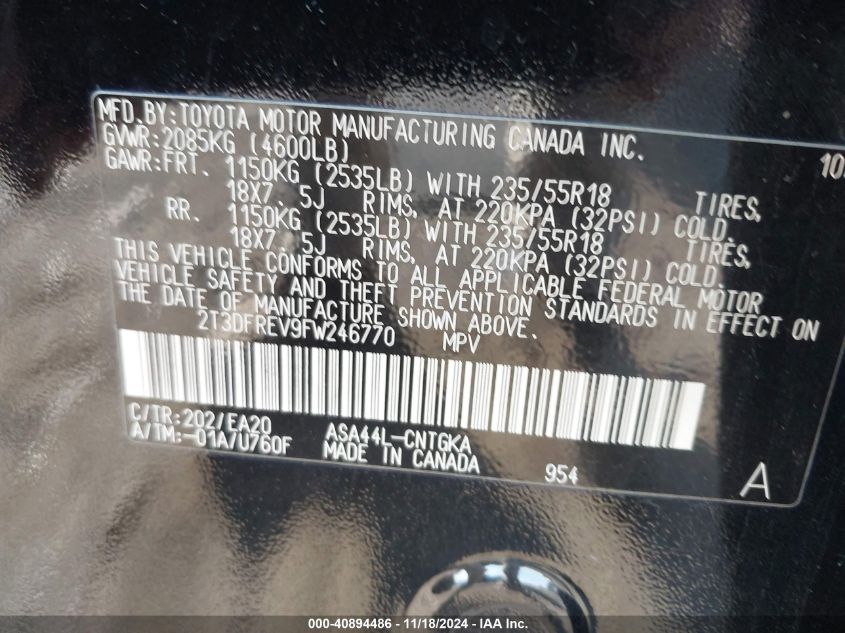 MFD.BY:TOYOTA MOTOR MANUFACTURING CANADA INC.
GVWR:2085KG (4600LB)
GAWR:FRT. 1150KG (2535LB) WITH 235/55R18 TIRES,
18X7. 5J RIMS, AT 220KPA (32PSI) COLD.
RR. 1150KG (2535LB) WITH 235/55R18 TIRES,
18X7. 5J RIMS, AT 220KPA (32PSI) COLD.
THIS VEHICLE CONFORMS TO ALL APPLICABLE FEDERAL MOTOR
VEHICLE SAFETY AND THEFT PREVENTION STANDARDS IN EFFECT ON
THE DATE OF MANUFACTURE SHOWN ABOVE.
2T3DFREV9FW246770 MPV
C/TR:202/EA20 ASA44L-CNTGKA
A/TM:-01A/U760F MADE IN CANADA
954
A
000-40894486 - 11/18/2024 - IAA Inc.